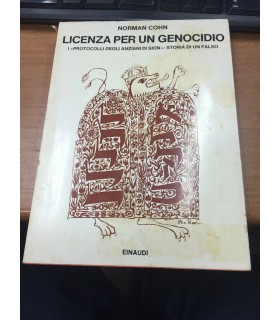 NORMAN COHN
LICENZA PER UN GENOCIDIO
I «PROTOCOLLI DEGLI ANZIANI DI SION»: STORIA DI UN FALSO
EINAUDI